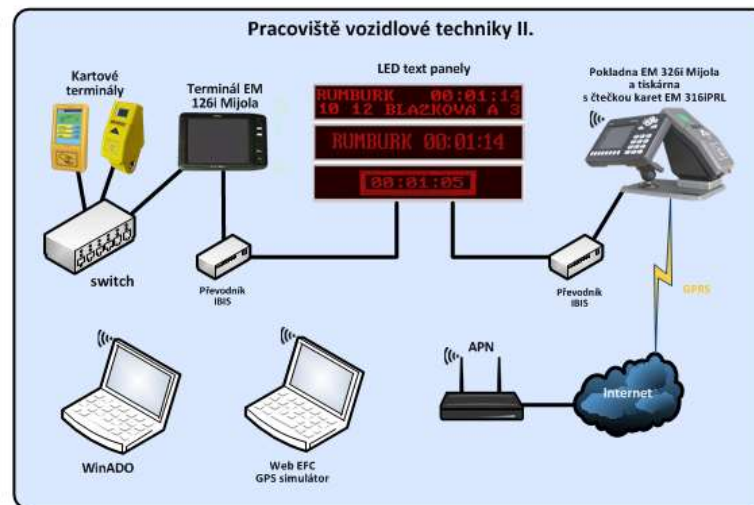 Pracoviště vozidlové techniky II.
Kartové
terminály
Terminál EM
126i Mijola
LED text panely
Pokladna EM 326i Mijola
a tiskárna
s čtečkou karet EM 316iPRL
RUMBURK 00:01:14
10 12 BLAZKOVA A 3
RUMBURK 00:01:14
00:01:05
switch
Převodník
IBIS
Převodník
IBIS
GPRS
APN
Internet
WinADO
Web EFC
GPS simulátor